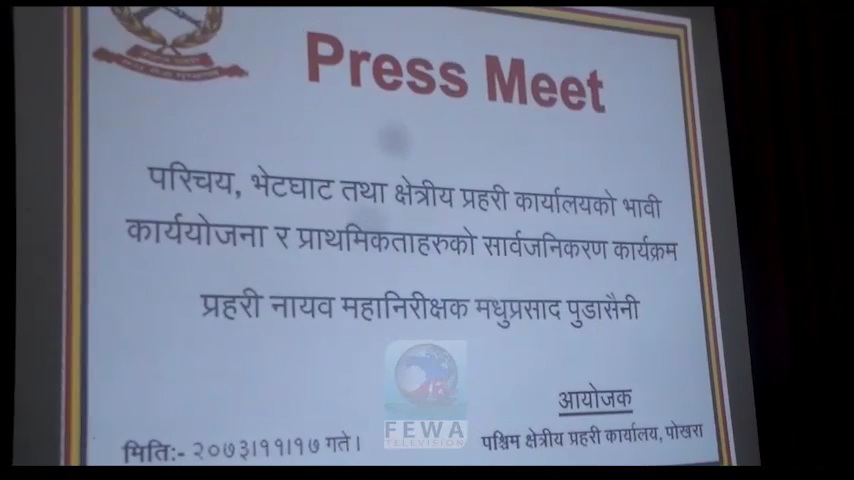 Press Meet
परिचय, भेटघाट तथा क्षेत्रीय प्रहरी कार्यालयको भावी
कार्ययोजना र प्राथमिकताहरुको सार्वजनिकरण कार्यक्रम
प्रहरी नायव महानिरीक्षक मधुप्रसाद पुडासैनी
आयोजक
पश्चिम क्षेत्रीय प्रहरी कार्यालय, पोखरा
मितिः- २०७३।११।१७ गते।
FEWA
TELEVISION